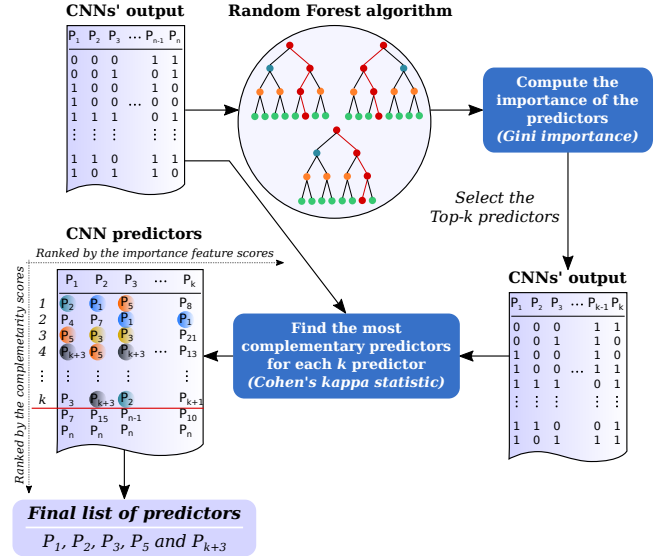 CNNs' output
P1 P2 P3 ⋯ Pn-1 Pn
0 0 0 1 1
0 0 1 0 1
1 0 0 1 0
1 0 0 ... 0 0
1 1 1 0 1
⋮ ⋮ ⋮ ⋮ ⋮
1 1 0 1 1
1 0 1 1 0
Random Forest algorithm
Compute the
importance of the
predictors
(Gini importance)
Select the
Top-k predictors
CNNs' output
P1 P2 P3 ⋯ Pk-1 Pk
0 0 0 1 1
0 0 1 0 1
1 0 0 1 0
1 0 0 ... 1 1
1 1 1 0 1
⋮ ⋮ ⋮ ⋮ ⋮
1 1 0 1 0
1 0 1 1 1
Find the most
complementary predictors
for each k predictor
(Cohen's kappa statistic)
CNN predictors
Ranked by the importance feature scores
Ranked by the complemetarity scores
P1 P2 P3 ⋯ Pk
1 P2 P1 P5 P8
2 P4 P7 P1 P1
3 P5 P3 P3 P21
4 Pk+3 P5 Pk+3 ⋯ P13
⋮ ⋮ ⋮ ⋮ ⋮
k P3 Pk+3 P2 Pk+1
P7 P15 Pn-1 P10
Pn Pn Pn Pn
Final list of predictors
P1, P2, P3, P5 and Pk+3